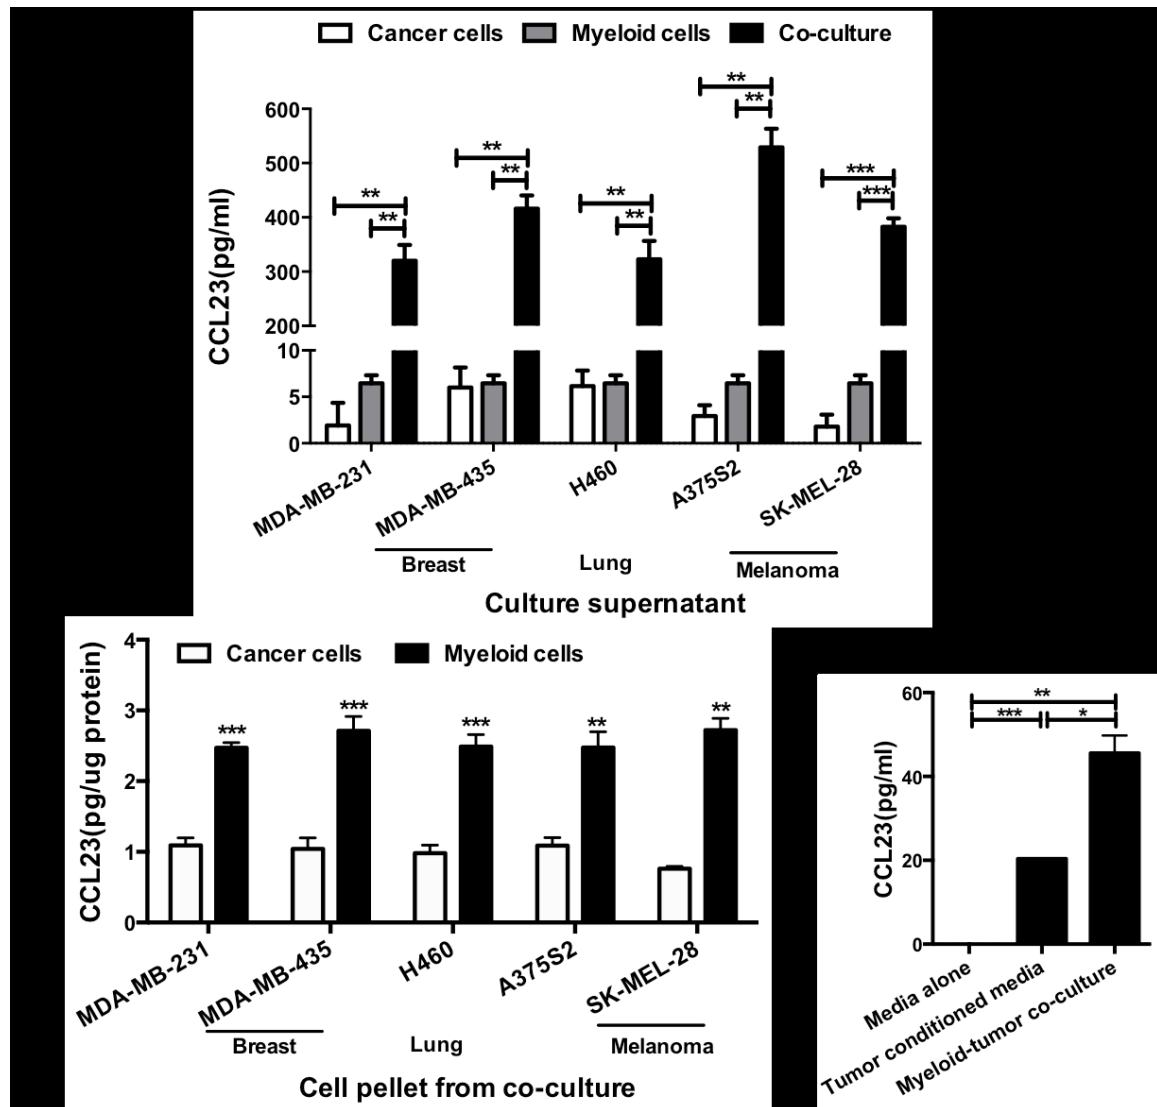 Cancer cells Myeloid cells Co-culture
CCL23(pg/ml)
600
500
400
300
200
10
5
0
** ** ** ** ** ** ** ** *** ***
MDA-MB-231 MDA-MB-435 H460 A375S2 SK-MEL-28
Breast Lung Melanoma
Culture supernatant
Cancer cells Myeloid cells
CCL23(pg/ug protein)
4
3
2
1
0
*** *** *** ** **
MDA-MB-231 MDA-MB-435 H460 A375S2 SK-MEL-28
Breast Lung Melanoma
Cell pellet from co-culture
CCL23(pg/ml)
60
40
20
0
**
*** *
Media alone
Tumor conditioned media
Myeloid-tumor co-culture